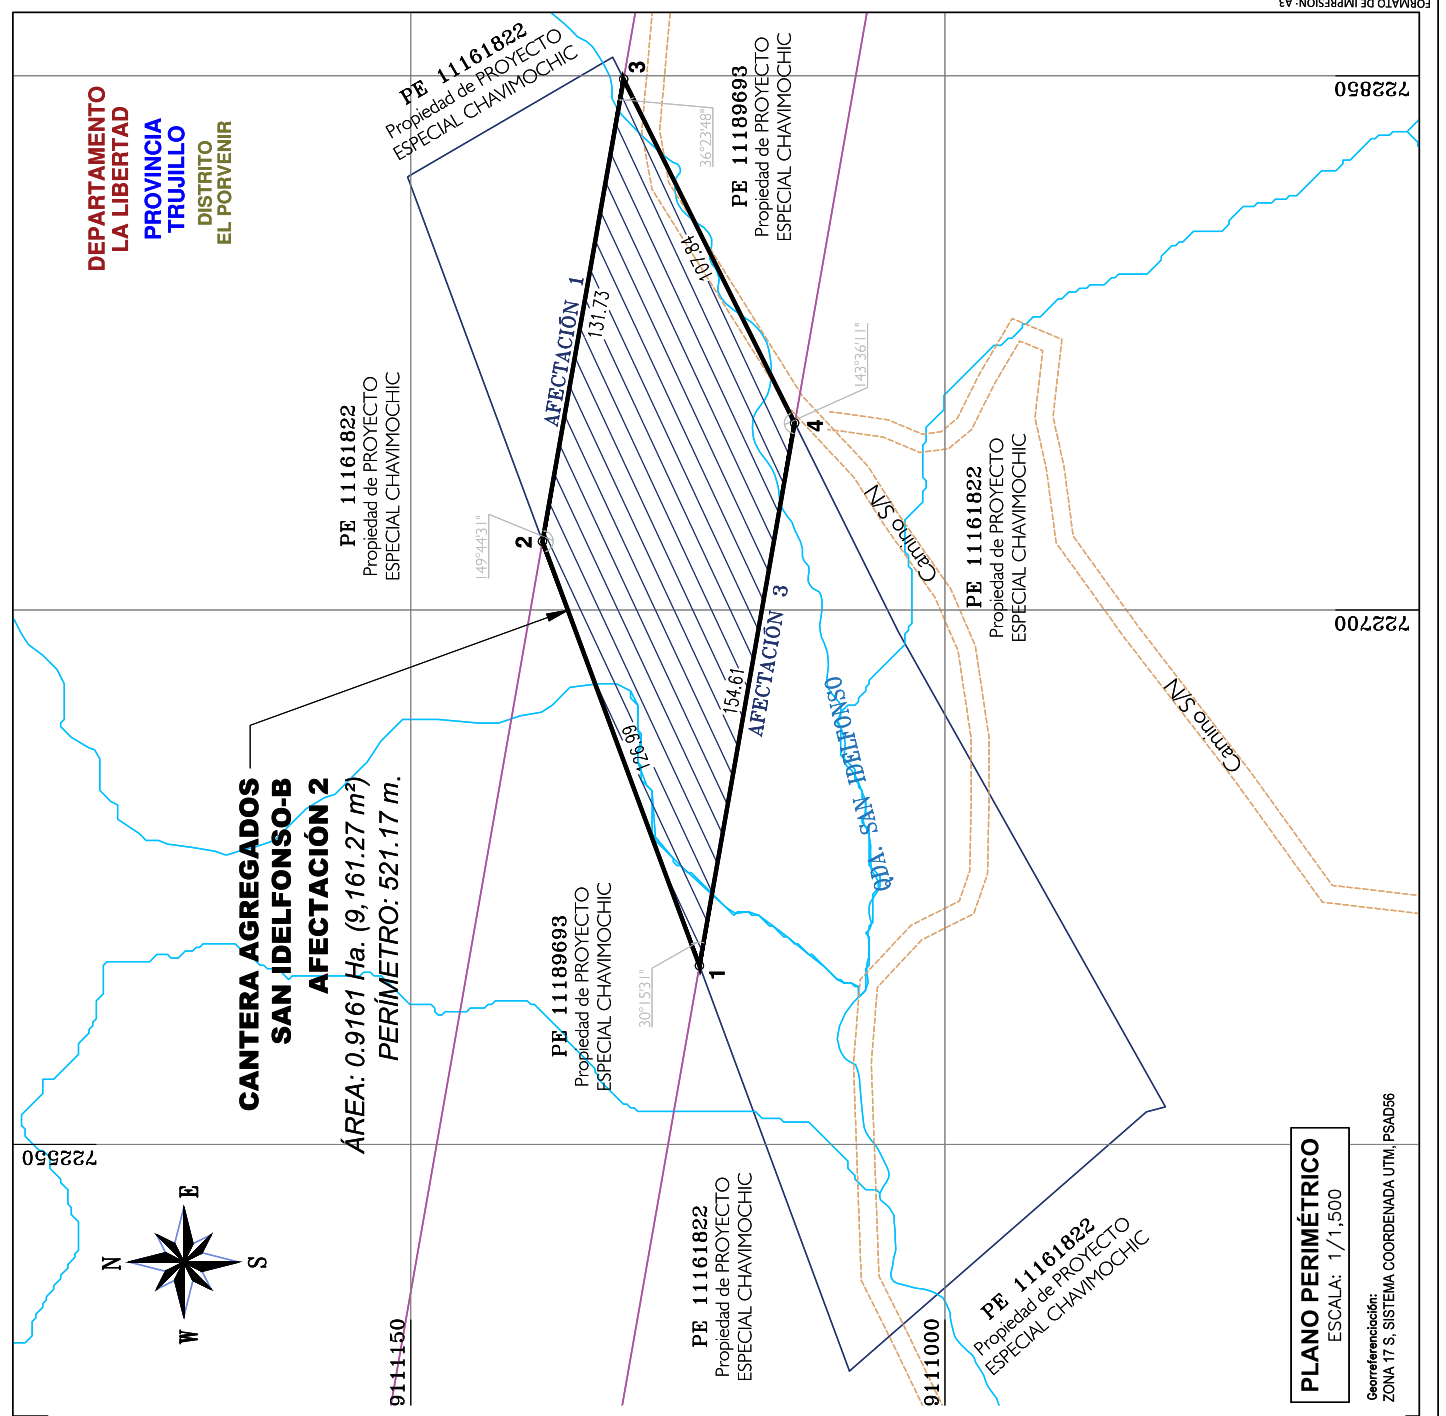 FORMATO DE IMPRESION: A3
DEPARTAMENTO
LA LIBERTAD
PROVINCIA
TRUJILLO
DISTRITO
EL PORVENIR
PE 11161822
Propiedad de PROYECTO
ESPECIAL CHAVIMOCHIC
PE 11189693
Propiedad de PROYECTO
ESPECIAL CHAVIMOCHIC
PE 11161822
Propiedad de PROYECTO
ESPECIAL CHAVIMOCHIC
PE 11161822
Propiedad de PROYECTO
ESPECIAL CHAVIMOCHIC
PE 11189693
Propiedad de PROYECTO
ESPECIAL CHAVIMOCHIC
PE 11161822
Propiedad de PROYECTO
ESPECIAL CHAVIMOCHIC
PE 11161822
Propiedad de PROYECTO
ESPECIAL CHAVIMOCHIC
CANTERA AGREGADOS
SAN IDELFONSO-B
AFECTACIÓN 2
ÁREA: 0.9161 Ha. (9,161.27 m²)
PERÍMETRO: 521.17 m.
AFECTACIÓN 1
131.73
107.84
AFECTACIÓN 3
154.61
126.99
1
2
3
4
30°15'31"
149°44'31"
36°23'48"
143°36'11"
QDA. SAN IDELFONSO
Camino S/N
Camino S/N
722850
722700
722550
9111150
9111000
N
E
S
W
PLANO PERIMÉTRICO
ESCALA: 1/1,500
Georreferenciación:
ZONA 17 S, SISTEMA COORDENADA UTM, PSAD56